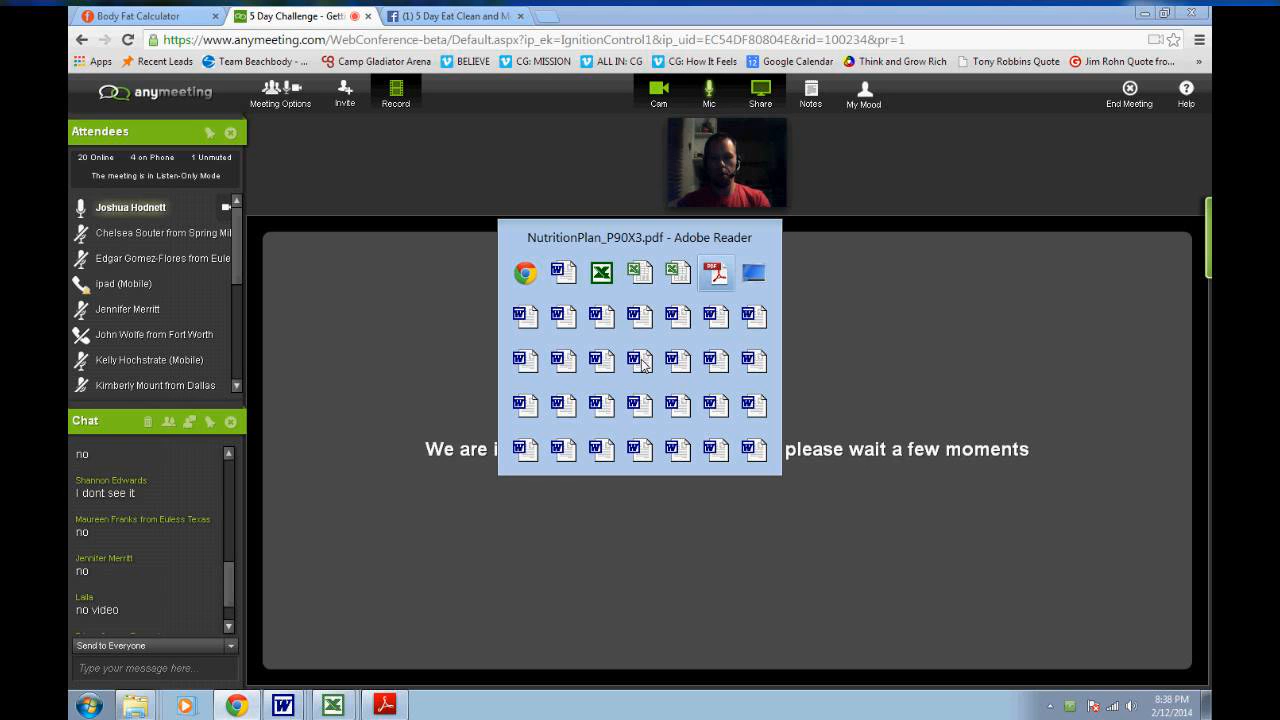 Body Fat Calculator
5 Day Challenge - Gett
(1) 5 Day Eat Clean and M
https://www.anymeeting.com/WebConference-beta/Default.aspx?ip_ek=IgnitionControl1&ip_uid=EC54DF80804E&rid=100234&pr=1
Apps
Recent Leads
Team Beachbody - ...
Camp Gladiator Arena
BELIEVE
CG: MISSION
ALL IN: CG
CG: How It Feels
Google Calendar
Think and Grow Rich
Tony Robbins Quote
Jim Rohn Quote from...
»
anymeeting
Meeting Options
Invite
Record
Cam
Mic
Share
Notes
My Mood
End Meeting
Help
Attendees
20 Online 4 on Phone 1 Unmuted
The meeting is in Listen-Only Mode
Joshua Hodnett
Chelsea Souter from Spring Mil
Edgar Gomez-Flores from Eule
ipad (Mobile)
Jennifer Merritt
John Wolfe from Fort Worth
Kelly Hochstrate (Mobile)
Kimberly Mount from Dallas
NutritionPlan_P90X3.pdf - Adobe Reader
We are i
please wait a few moments
Chat
no
Shannon Edwards
I dont see it
Maureen Franks from Euless Texas
no
Jennifer Merritt
no
Laila
no video
Send to Everyone
Type your message here...
8:38 PM
2/12/2014